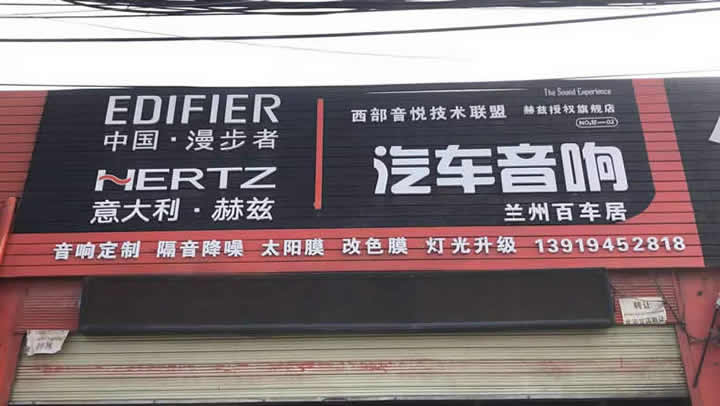 EDIFIER
中国·漫步者
HERTZ
意大利·赫兹
The Sound Experience
西部音悦技术联盟 赫兹授权旗舰店
汽车音响
兰州百车居
音响定制 隔音降噪 太阳膜 改色膜 灯光升级 13919452818
转让